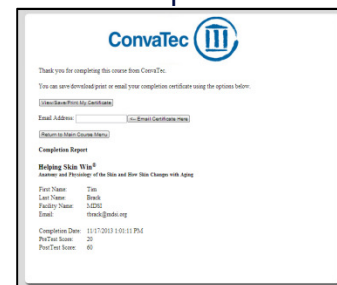 ConvaTec
Thank you for completing this course from ConvaTec.
You can save/download/print or email your completion certificate using the options below.
View/Save/Print My Certificate
Email Address: <-- Email Certificate Here
Return to Main Course Menu
Completion Report
Helping Skin Win®
Anatomy and Physiology of the Skin and How Skin Changes with Aging
First Name: Tan
Last Name: Brack
Facility Name: MDSI
Email: tbrack@mdsi.org
Completion Date: 11/17/2013 1:01:11 PM
PreTest Score: 20
PostTest Score: 60